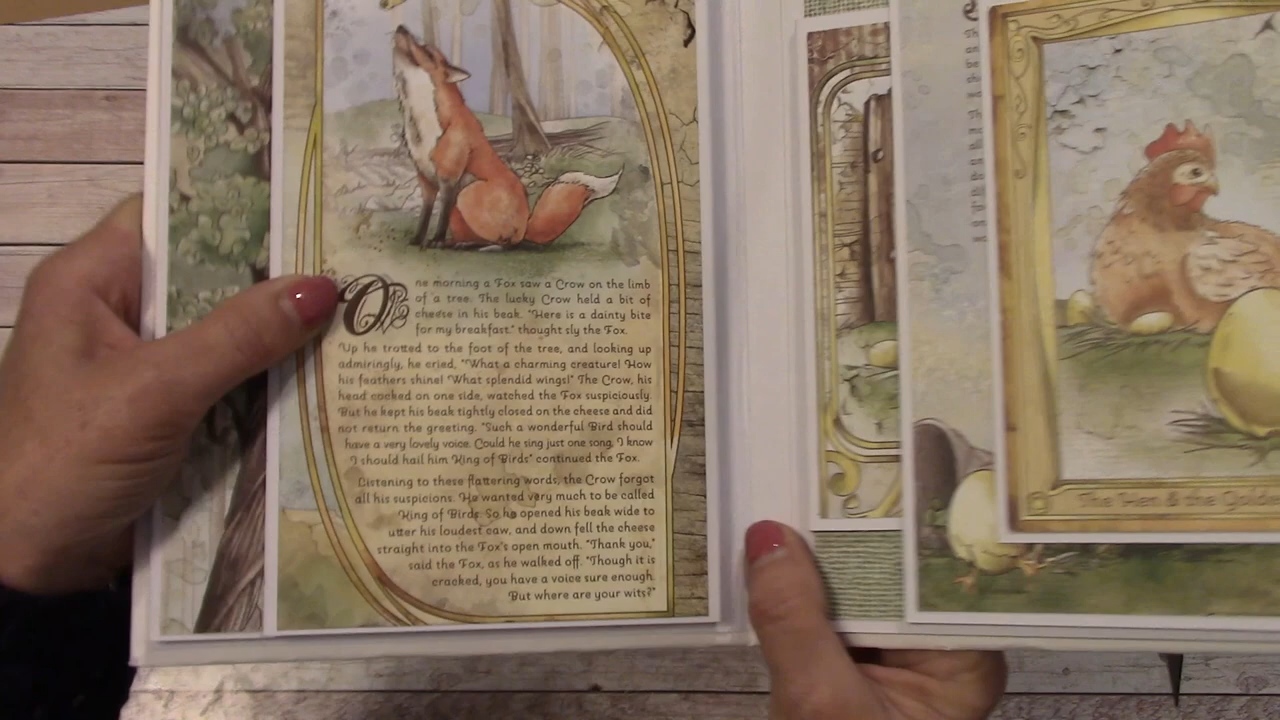 One morning a Fox saw a Crow on the limb
of a tree. The lucky Crow held a bit of
cheese in his beak. "Here is a dainty bite
for my breakfast." thought sly the Fox.
Up he trotted to the foot of the tree, and looking up
admiringly, he cried, "What a charming creature! How
his feathers shine! What splendid wings!" The Crow, his
head cocked on one side, watched the Fox suspiciously.
But he kept his beak tightly closed on the cheese and did
not return the greeting. "Such a wonderful Bird should
have a very lovely voice. Could he sing just one song, I know
I should hail him King of Birds" continued the Fox.
Listening to these flattering words, the Crow forgot
all his suspicions. He wanted very much to be called
King of Birds. So he opened his beak wide to
utter his loudest caw, and down fell the cheese
straight into the Fox's open mouth. "Thank you,"
said the Fox, as he walked off. "Though it is
cracked, you have a voice sure enough.
But where are your wits?"
The Hen & the Golde